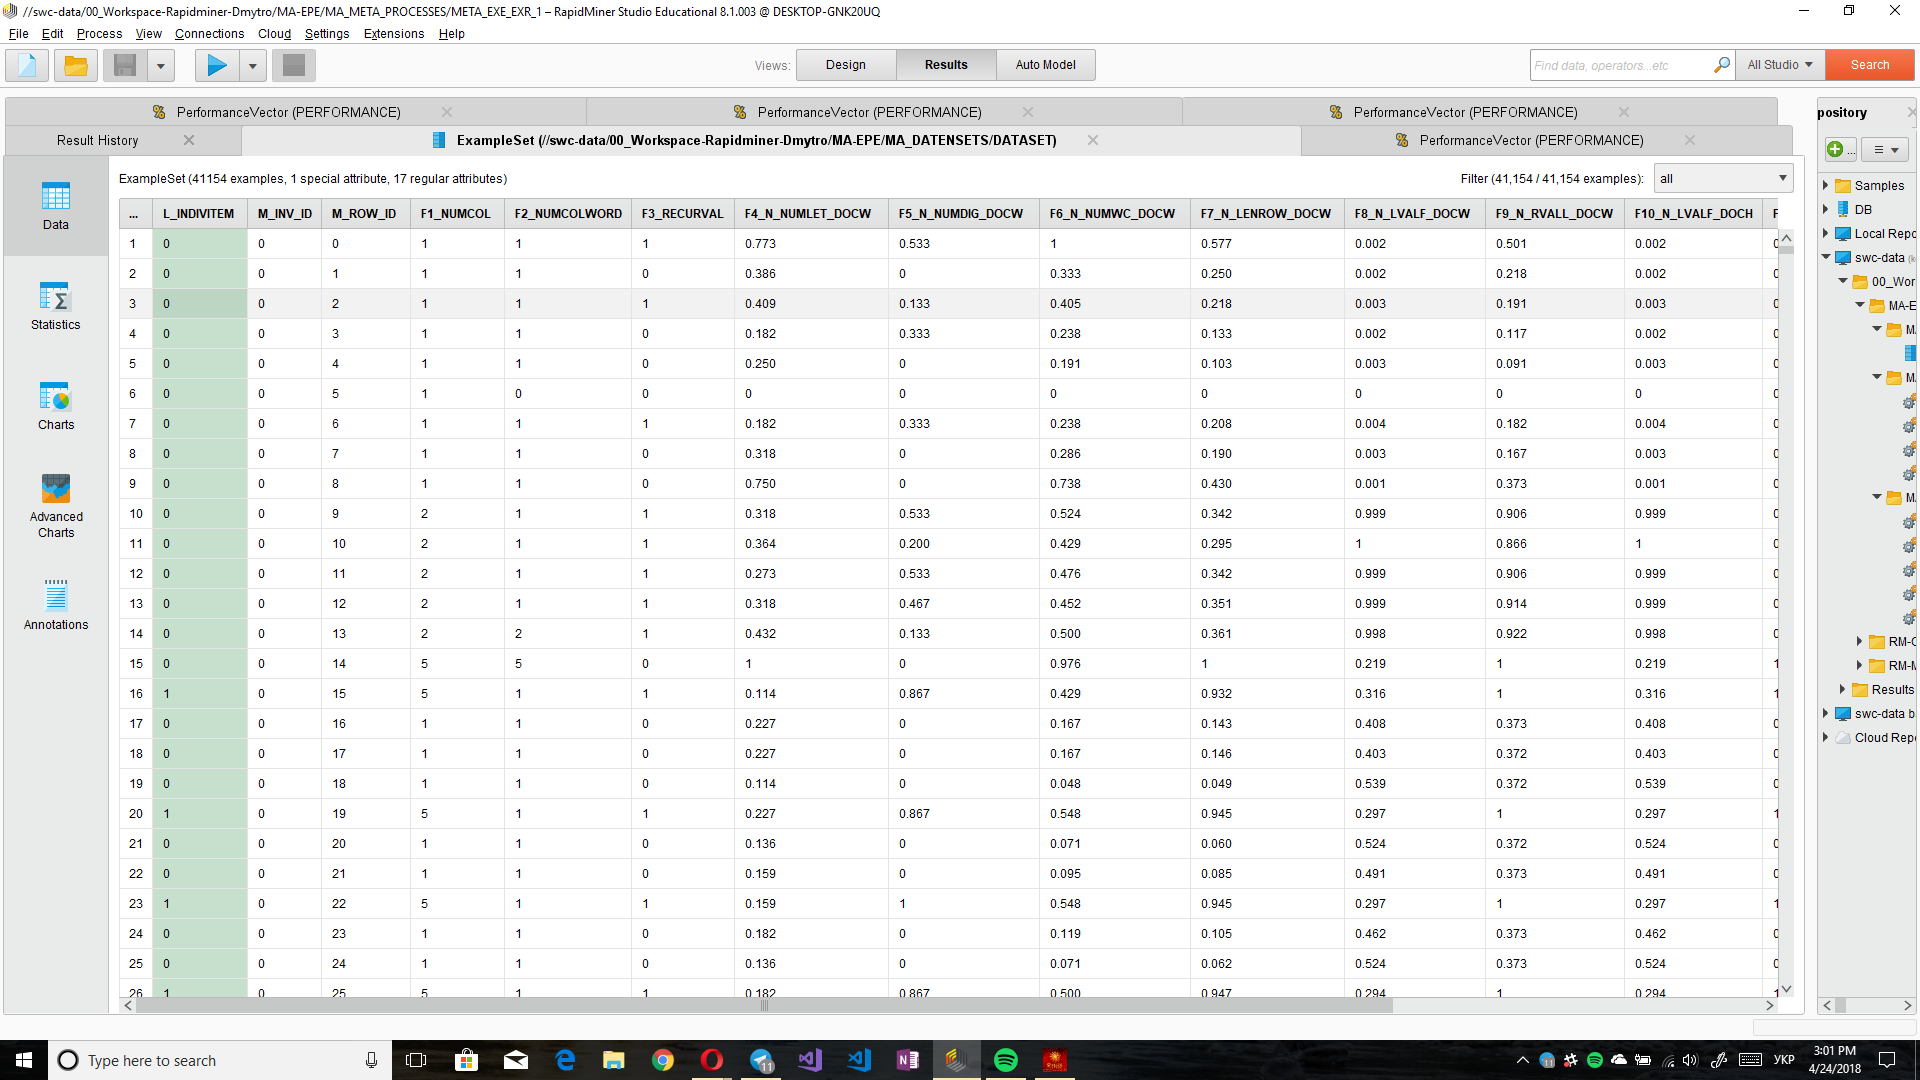 //swc-data/00_Workspace-Rapidminer-Dmytro/MA-EPE/MA_META_PROCESSES/META_EXE_EXR_1 – RapidMiner Studio Educational 8.1.003 @ DESKTOP-GNK20UQ
File Edit Process View Connections Cloud Settings Extensions Help
Views: Design Results Auto Model Find data, operators...etc All Studio Search
PerformanceVector (PERFORMANCE) PerformanceVector (PERFORMANCE) PerformanceVector (PERFORMANCE) pository
Result History ExampleSet (//swc-data/00_Workspace-Rapidminer-Dmytro/MA-EPE/MA_DATENSETS/DATASET) PerformanceVector (PERFORMANCE)
ExampleSet (41154 examples, 1 special attribute, 17 regular attributes) Filter (41,154 / 41,154 examples): all
... L_INDIVITEM M_INV_ID M_ROW_ID F1_NUMCOL F2_NUMCOLWORD F3_RECURVAL F4_N_NUMLET_DOCW F5_N_NUMDIG_DOCW F6_N_NUMWC_DOCW F7_N_LENROW_DOCW F8_N_LVALF_DOCW F9_N_RVALL_DOCW F10_N_LVALF_DOCH F
1 0 0 0 1 1 1 0.773 0.533 1 0.577 0.002 0.501 0.002
2 0 0 1 1 1 0 0.386 0 0.333 0.250 0.002 0.218 0.002
3 0 0 2 1 1 1 0.409 0.133 0.405 0.218 0.003 0.191 0.003
4 0 0 3 1 1 0 0.182 0.333 0.238 0.133 0.002 0.117 0.002
5 0 0 4 1 1 0 0.250 0 0.191 0.103 0.003 0.091 0.003
6 0 0 5 1 0 0 0 0 0 0 0 0 0
7 0 0 6 1 1 1 0.182 0.333 0.238 0.208 0.004 0.182 0.004
8 0 0 7 1 1 0 0.318 0 0.286 0.190 0.003 0.167 0.003
9 0 0 8 1 1 0 0.750 0 0.738 0.430 0.001 0.373 0.001
10 0 0 9 2 1 1 0.318 0.533 0.524 0.342 0.999 0.906 0.999
11 0 0 10 2 1 1 0.364 0.200 0.429 0.295 1 0.866 1
12 0 0 11 2 1 1 0.273 0.533 0.476 0.342 0.999 0.906 0.999
13 0 0 12 2 1 1 0.318 0.467 0.452 0.351 0.999 0.914 0.999
14 0 0 13 2 2 1 0.432 0.133 0.500 0.361 0.998 0.922 0.998
15 0 0 14 5 5 0 1 0 0.976 1 0.219 1 0.219 1
16 1 0 15 5 1 1 0.114 0.867 0.429 0.932 0.316 1 0.316 1
17 0 0 16 1 1 0 0.227 0 0.167 0.143 0.408 0.373 0.408
18 0 0 17 1 1 0 0.227 0 0.167 0.146 0.403 0.372 0.403
19 0 0 18 1 1 0 0.114 0 0.048 0.049 0.539 0.372 0.539
20 1 0 19 5 1 1 0.227 0.867 0.548 0.945 0.297 1 0.297 1
21 0 0 20 1 1 0 0.136 0 0.071 0.060 0.524 0.372 0.524
22 0 0 21 1 1 0 0.159 0 0.095 0.085 0.491 0.373 0.491
23 1 0 22 5 1 1 0.159 1 0.548 0.945 0.297 1 0.297 1
24 0 0 23 1 1 0 0.182 0 0.119 0.105 0.462 0.373 0.462
25 0 0 24 1 1 0 0.136 0 0.071 0.062 0.524 0.373 0.524
26 1 0 25 5 1 1 0.182 0.867 0.500 0.947 0.294 1 0.294 1
Data
Statistics
Charts
Advanced
Charts
Annotations
Samples
DB
Local Repo
swc-data
00_Wor
MA-E
RM-
RM-M
Results
swc-data b
Cloud Repo
Type here to search 11 11 УКР 3:01 PM
4/24/2018